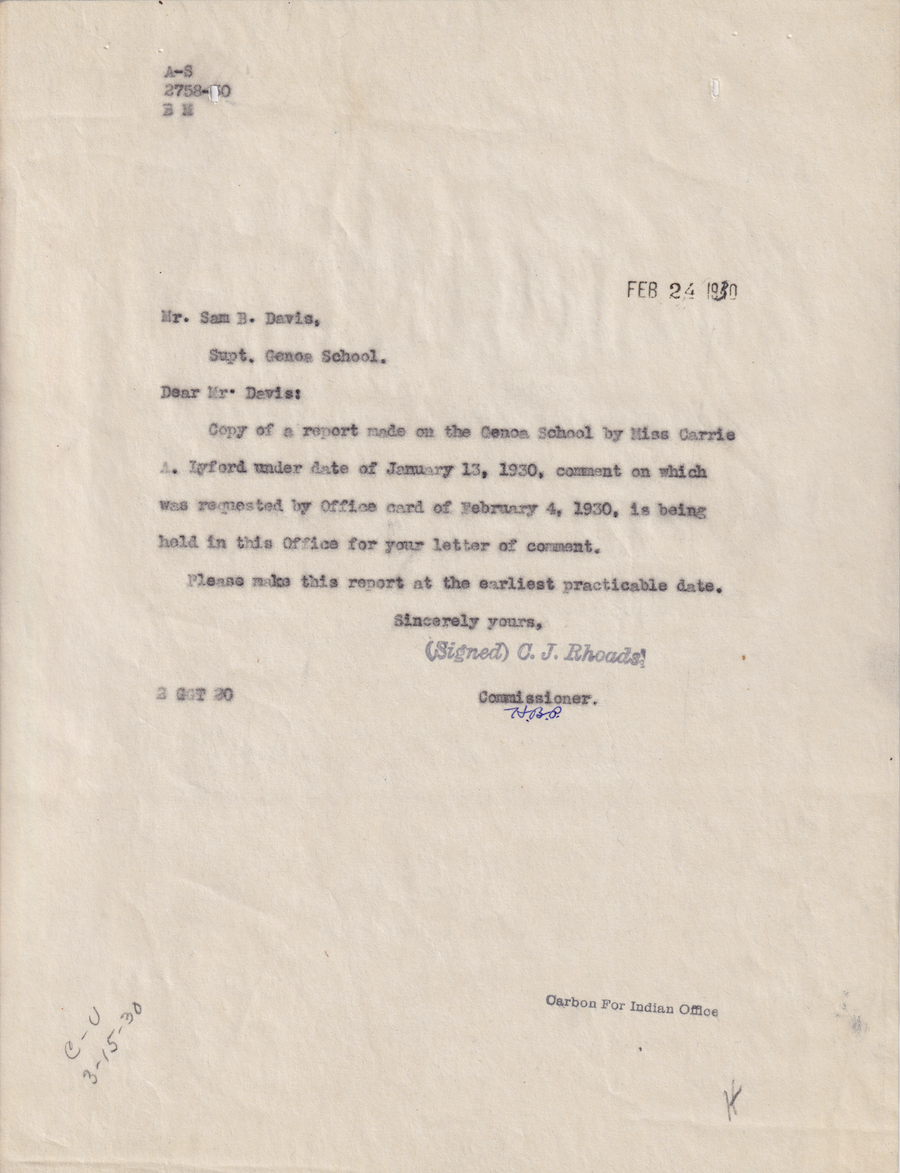 A-S
2758-30
B M
FEB 24 1930
Mr. Sam B. Davis,
Supt. Genoa School.
Dear Mr. Davis:
Copy of a report made on the Genoa School by Miss Carrie
A. Lyford under date of January 13, 1930, comment on which
was requested by Office card of February 4, 1930, is being
held in this Office for your letter of comment.
Please make this report at the earliest practicable date.
Sincerely yours,
(Signed) C. J. Rhoads
2 GGT 20
Commissioner.
H.B.P.
Carbon For Indian Office
C-U
3-15-30